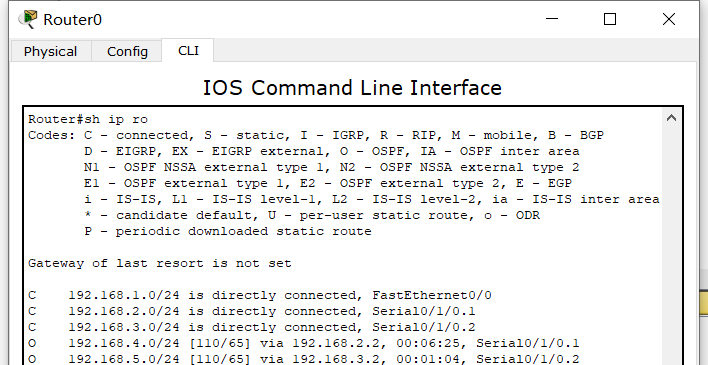 Router0
Physical Config CLI
IOS Command Line Interface
Router#sh ip ro
Codes: C - connected, S - static, I - IGRP, R - RIP, M - mobile, B - BGP
D - EIGRP, EX - EIGRP external, O - OSPF, IA - OSPF inter area
N1 - OSPF NSSA external type 1, N2 - OSPF NSSA external type 2
E1 - OSPF external type 1, E2 - OSPF external type 2, E - EGP
i - IS-IS, L1 - IS-IS level-1, L2 - IS-IS level-2, ia - IS-IS inter area
* - candidate default, U - per-user static route, o - ODR
P - periodic downloaded static route
Gateway of last resort is not set
C 192.168.1.0/24 is directly connected, FastEthernet0/0
C 192.168.2.0/24 is directly connected, Serial0/1/0.1
C 192.168.3.0/24 is directly connected, Serial0/1/0.2
O 192.168.4.0/24 [110/65] via 192.168.2.2, 00:06:25, Serial0/1/0.1
O 192.168.5.0/24 [110/65] via 192.168.3.2, 00:01:04, Serial0/1/0.2